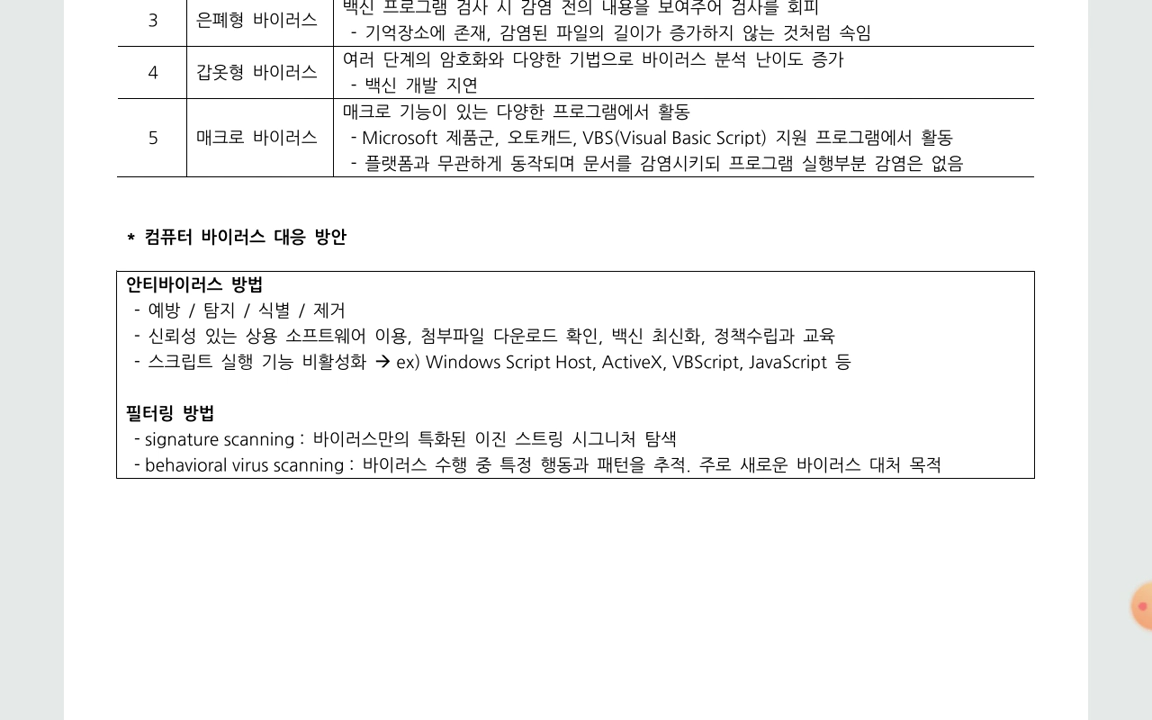 백신 프로그램 검사 시 감염 전의 내용을 보여주어 검사를 회피
3 은폐형 바이러스
- 기억장소에 존재, 감염된 파일의 길이가 증가하지 않는 것처럼 속임
여러 단계의 암호화와 다양한 기법으로 바이러스 분석 난이도 증가
4 갑옷형 바이러스
- 백신 개발 지연
매크로 기능이 있는 다양한 프로그램에서 활동
5 매크로 바이러스 - Microsoft 제품군, 오토캐드, VBS(Visual Basic Script) 지원 프로그램에서 활동
- 플랫폼과 무관하게 동작되며 문서를 감염시키되 프로그램 실행부분 감염은 없음
* 컴퓨터 바이러스 대응 방안
안티바이러스 방법
- 예방 / 탐지 / 식별 / 제거
- 신뢰성 있는 상용 소프트웨어 이용, 첨부파일 다운로드 확인, 백신 최신화, 정책수립과 교육
- 스크립트 실행 기능 비활성화 → ex) Windows Script Host, ActiveX, VBScript, JavaScript 등
필터링 방법
- signature scanning : 바이러스만의 특화된 이진 스트링 시그니처 탐색
- behavioral virus scanning : 바이러스 수행 중 특정 행동과 패턴을 추적. 주로 새로운 바이러스 대처 목적